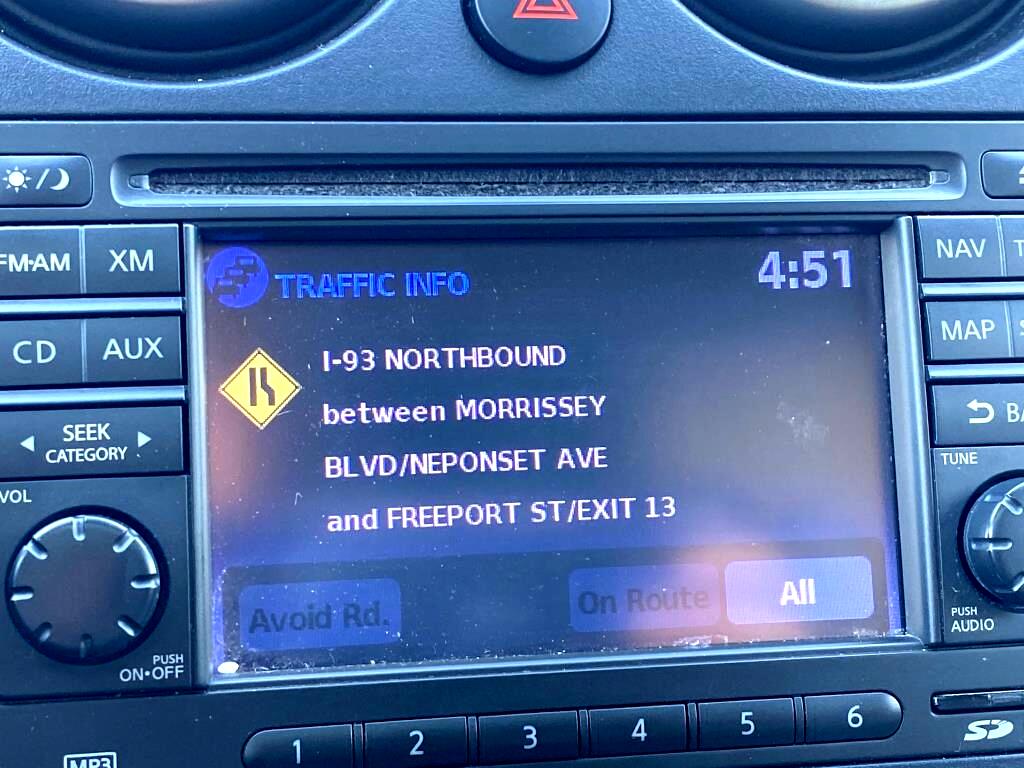 FM·AM
XM
CD
AUX
SEEK
CATEGORY
VOL
PUSH
ON•OFF
TRAFFIC INFO
4:51
I-93 NORTHBOUND
between MORRISSEY
BLVD/NEPONSET AVE
and FREEPORT ST/EXIT 13
Avoid Rd.
On Route
All
NAV
MAP
TUNE
PUSH
AUDIO
1
2
3
4
5
6
MP3
SD